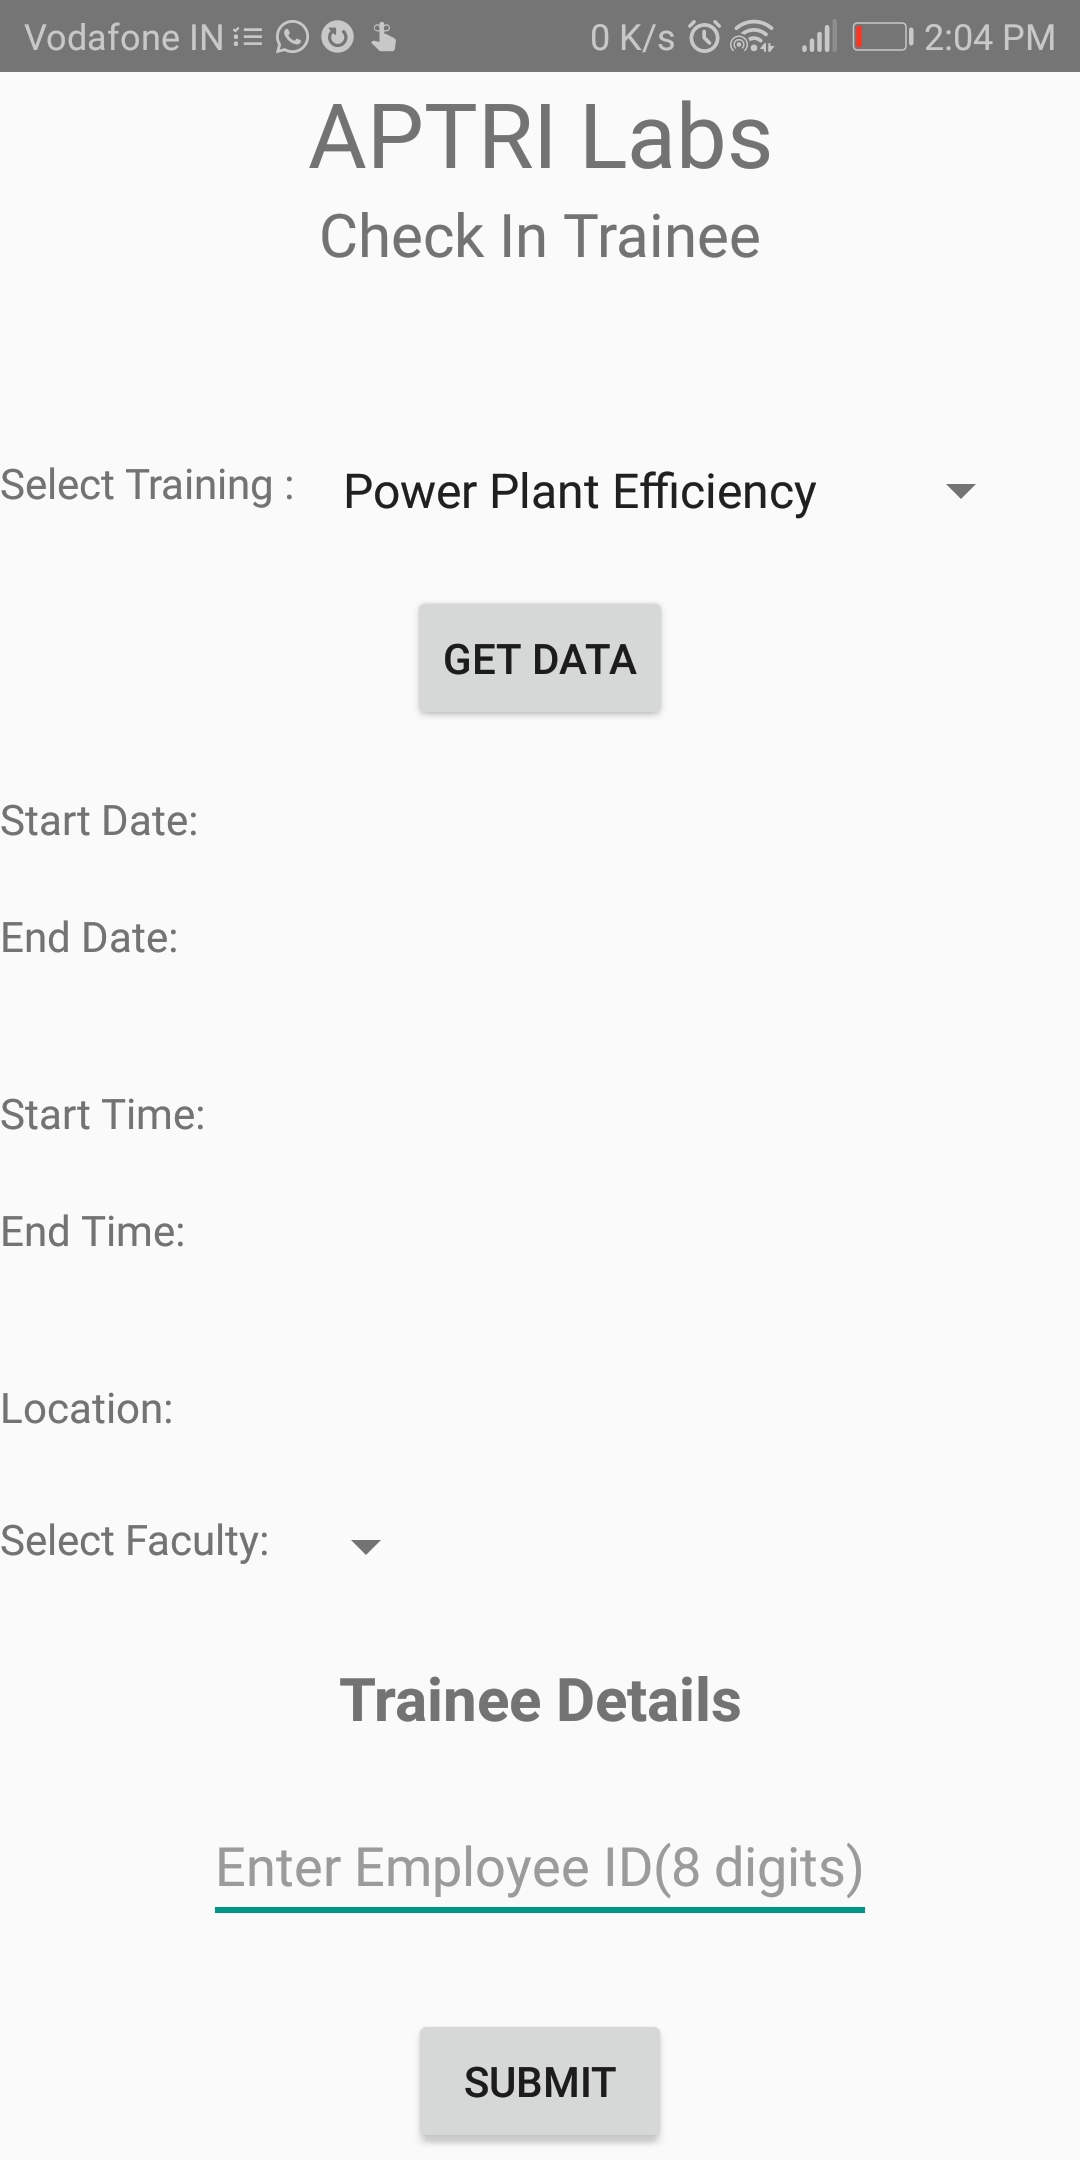 Vodafone IN 0 K/s 2:04 PM
APTRI Labs
Check In Trainee
Select Training : Power Plant Efficiency
GET DATA
Start Date:
End Date:
Start Time:
End Time:
Location:
Select Faculty:
Trainee Details
Enter Employee ID(8 digits)
SUBMIT